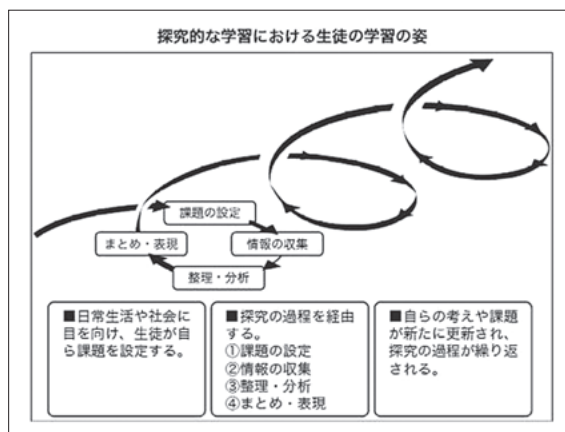 探究的な学習における生徒の学習の姿
課題の設定
まとめ・表現
情報の収集
整理・分析
■日常生活や社会に
目を向け、生徒が自
ら課題を設定する。
■探究の過程を経由
する。
①課題の設定
②情報の収集
③整理・分析
④まとめ・表現
■自らの考えや課題
が新たに更新され、
探究の過程が繰り返
される。